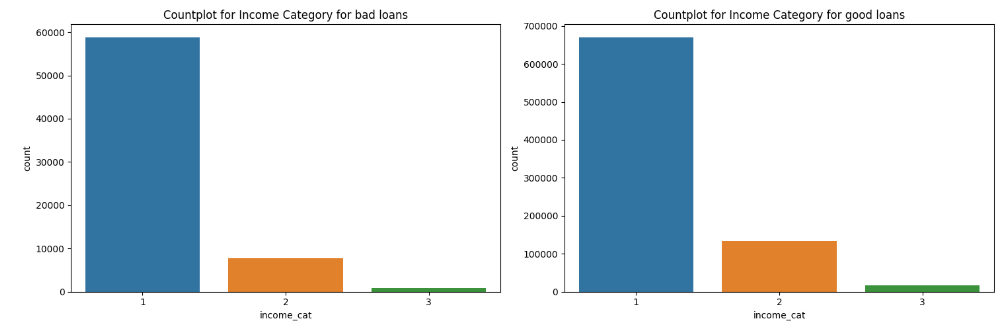 Countplot for Income Category for bad loans
60000
50000
40000
30000
20000
10000
0
count
1 2 3
income_cat
Countplot for Income Category for good loans
700000
600000
500000
400000
300000
200000
100000
0
count
1 2 3
income_cat